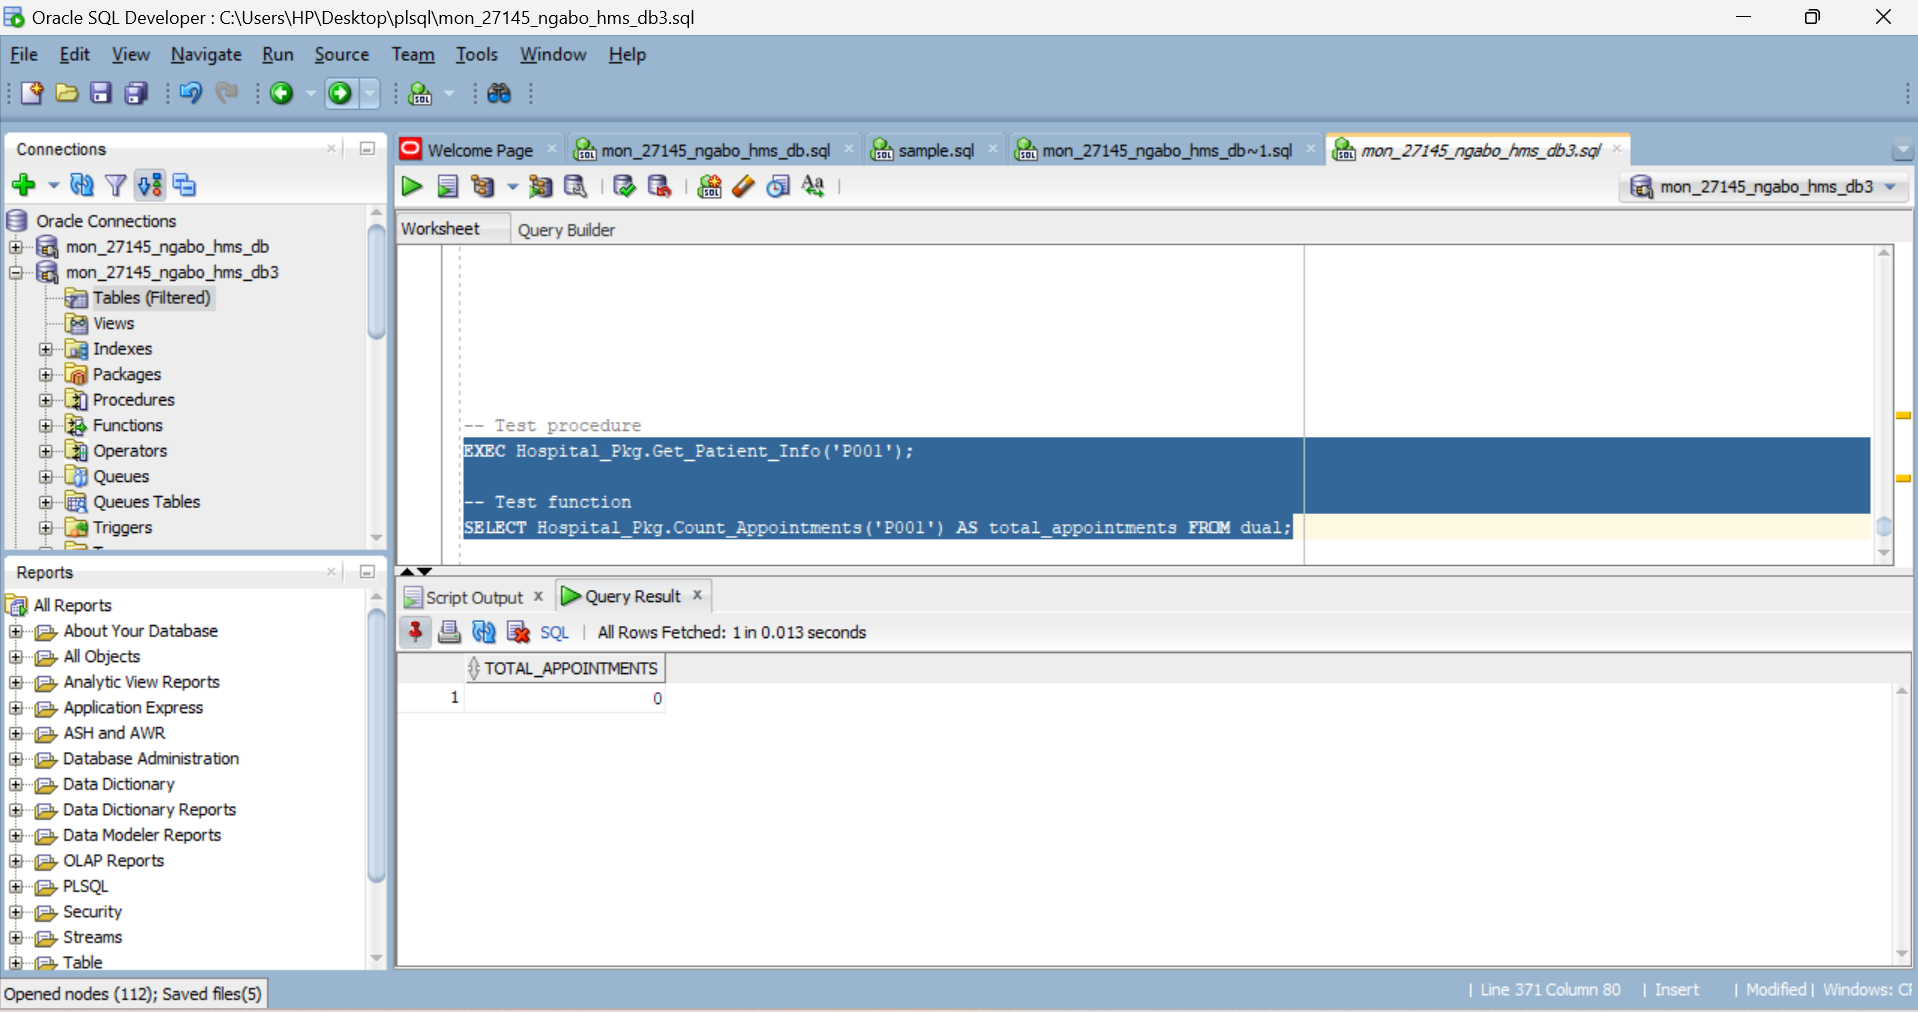 Oracle SQL Developer : C:\Users\HP\Desktop\plsql\mon_27145_ngabo_hms_db3.sql
File Edit View Navigate Run Source Team Tools Window Help
Connections
Oracle Connections
mon_27145_ngabo_hms_db
mon_27145_ngabo_hms_db3
Tables (Filtered)
Views
Indexes
Packages
Procedures
Functions
Operators
Queues
Queues Tables
Triggers
Reports
All Reports
About Your Database
All Objects
Analytic View Reports
Application Express
ASH and AWR
Database Administration
Data Dictionary
Data Dictionary Reports
Data Modeler Reports
OLAP Reports
PLSQL
Security
Streams
Table
Welcome Page mon_27145_ngabo_hms_db.sql sample.sql mon_27145_ngabo_hms_db~1.sql mon_27145_ngabo_hms_db3.sql
mon_27145_ngabo_hms_db3
Worksheet Query Builder
-- Test procedure
EXEC Hospital_Pkg.Get_Patient_Info('P001');
-- Test function
SELECT Hospital_Pkg.Count_Appointments('P001') AS total_appointments FROM dual;
Script Output Query Result
SQL All Rows Fetched: 1 in 0.013 seconds
TOTAL_APPOINTMENTS
1 0
Opened nodes (112); Saved files(5)
Line 371 Column 80 Insert Modified Windows: